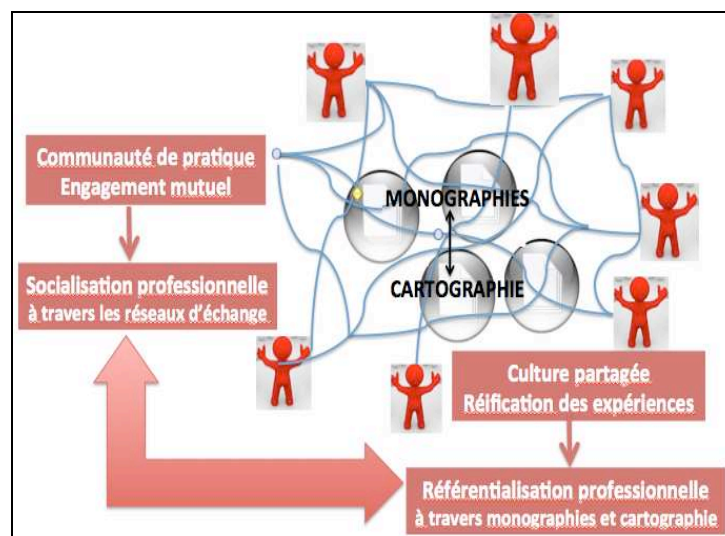 Communauté de pratique
Engagement mutuel
Socialisation professionnelle
à travers les réseaux d'échange
MONOGRAPHIES
CARTOGRAPHIE
Culture partagée
Réification des expériences
Référentialisation professionnelle
à travers monographies et cartographie